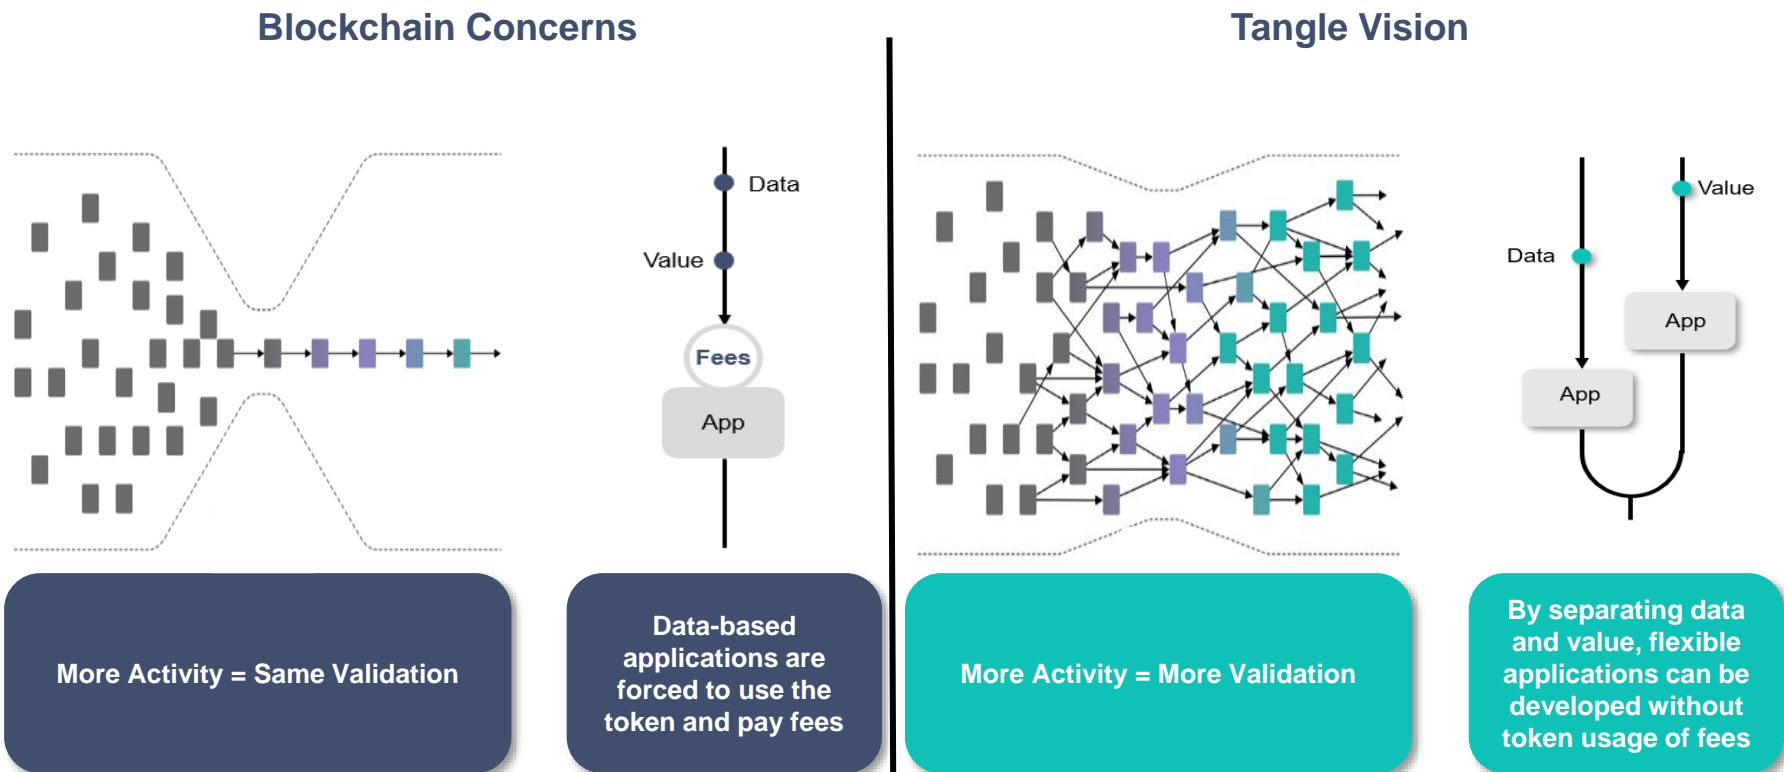 Blockchain Concerns
Data
Value
Fees
App
More Activity = Same Validation
Data-based
applications are
forced to use the
token and pay fees
Tangle Vision
Value
Data
App
App
More Activity = More Validation
By separating data
and value, flexible
applications can be
developed without
token usage of fees